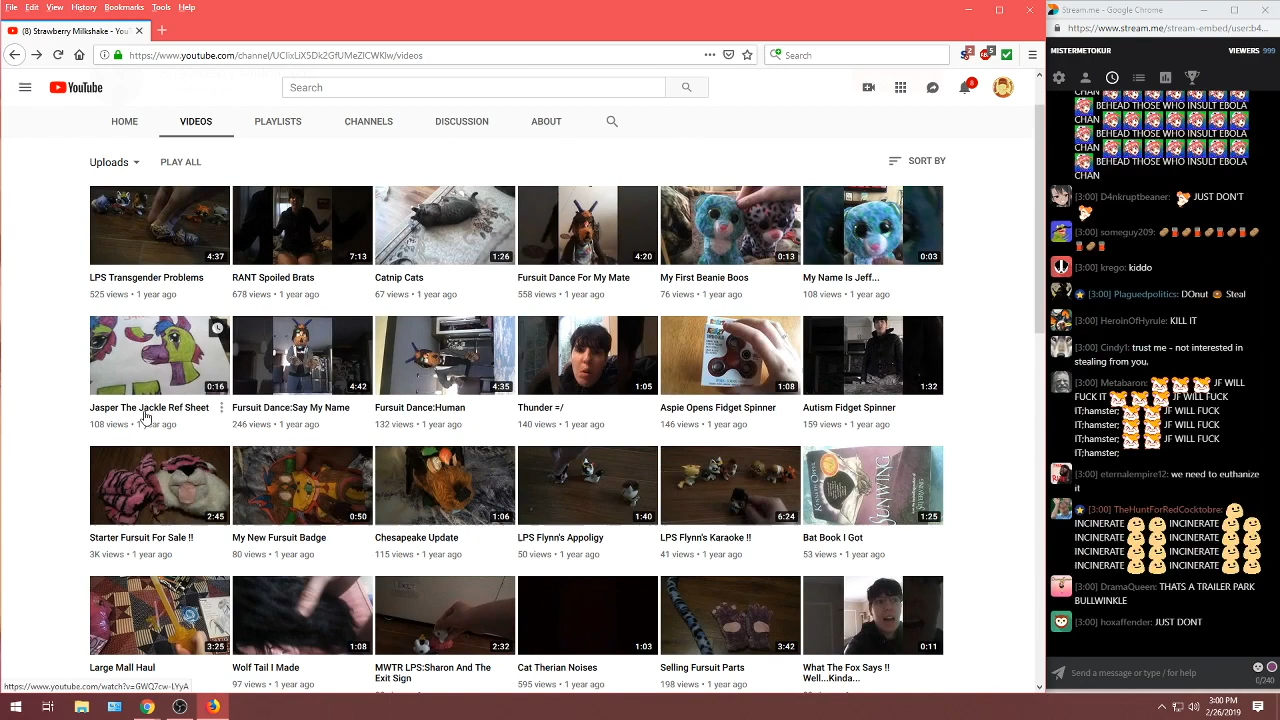 File Edit View History Bookmarks Tools Help
(8) Strawberry Milkshake - You
https://www.youtube.com/channel/UClixLiX5Dk2GfUMeZlCWKlw/videos
Search
YouTube
Search
8
HOME VIDEOS PLAYLISTS CHANNELS DISCUSSION ABOUT
Uploads PLAY ALL SORT BY
4:37 7:13 1:26 4:20 0:13 0:03
LPS Transgender Problems RANT Spoiled Brats Gohip Cats Fursuit Dance For My Mate My First Beanie Boos My Name Is Jeff...
525 views • 1 year ago 678 views • 1 year ago 67 views • 1 year ago 558 views • 1 year ago 76 views • 1 year ago 108 views • 1 year ago
0:16 4:42 4:35 1:05 1:08 1:32
Jasper The Jackle Ref Sheet Fursuit Dance:Say My Name Fursuit Dance:Human Thunder =/ Aspie Opens Fidget Spinner Autism Fidget Spinner
108 views • 1 year ago 246 views • 1 year ago 132 views • 1 year ago 140 views • 1 year ago 146 views • 1 year ago 159 views • 1 year ago
SUNWING
2:45 0:50 1:06 1:40 6:24 1:25
Starter Fursuit For Sale !! My New Fursuit Badge Chesapeake Update LPS Flynn's Appoligy LPS Flynn's Karaoke !! Bat Book I Got
3K views • 1 year ago 80 views • 1 year ago 115 views • 1 year ago 50 views • 1 year ago 41 views • 1 year ago 53 views • 1 year ago
3:25 1:08 2:32 1:03 3:42 0:11
Large Mall Haul Wolf Tail I Made MWTR LPS:Sharon And The Cat Therian Noises Selling Fursuit Parts What The Fox Says !!
Exit Sign Well...Kinda...
97 views • 1 year ago 595 views • 1 year ago 198 views • 1 year ago
https://www.youtube.com/watch?v=GWQ7cw-LYyA
Stream.me - Google Chrome
https://www.stream.me/stream-embed/user:b4...
MISTERMETOKUR VIEWERS 999
CHAN
BEHEAD THOSE WHO INSULT EBOLA
CHAN
BEHEAD THOSE WHO INSULT EBOLA
CHAN
BEHEAD THOSE WHO INSULT EBOLA
CHAN
[3:00] D4nkruptbeaner: JUST DON'T
[3:00] someguy209:
[3:00] krego: kiddo
[3:00] Plaguedpolitics: DOnut Steal
[3:00] HeroinOfHyrule: KILL IT
[3:00] Cindy1: trust me - not interested in
stealing from you.
[3:00] Metabaron: JF WILL
FUCK IT JF WILL FUCK
IT;hamster; JF WILL FUCK
IT;hamster; JF WILL FUCK
IT;hamster; JF WILL FUCK
IT;hamster;
[3:00] eternalempire12: we need to euthanize
it
[3:00] TheHuntForRedCocktobre:
INCINERATE INCINERATE
INCINERATE INCINERATE
INCINERATE INCINERATE
INCINERATE INCINERATE
[3:00] DramaQueen: THATS A TRAILER PARK
BULLWINKLE
[3:00] hoxaffender: JUST DONT
Send a message or type / for help
0/240
3:00 PM
2/26/2019